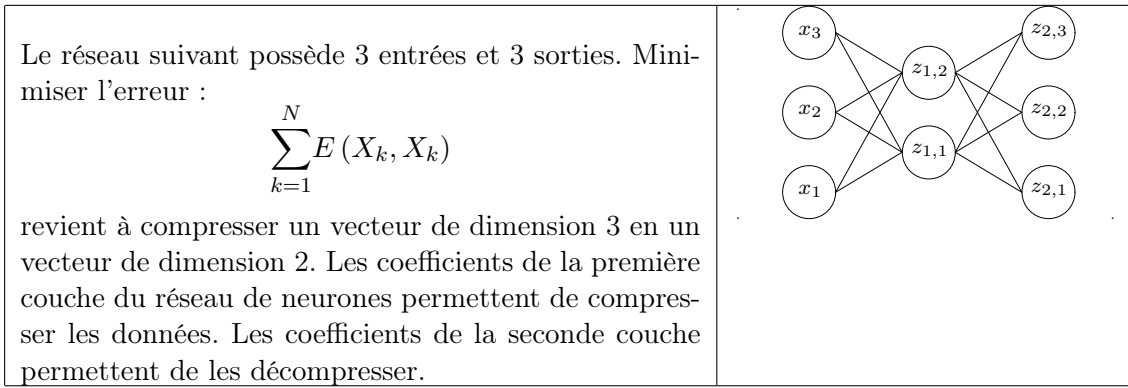 Le réseau suivant possède 3 entrées et 3 sorties. Mini-
miser l'erreur :
N
∑ E (X_k, X_k)
k=1
revient à compresser un vecteur de dimension 3 en un
vecteur de dimension 2. Les coefficients de la première
couche du réseau de neurones permettent de compres-
ser les données. Les coefficients de la seconde couche
permettent de les décompresser.
x_3
z_{2,3}
z_{1,2}
x_2
z_{2,2}
z_{1,1}
x_1
z_{2,1}